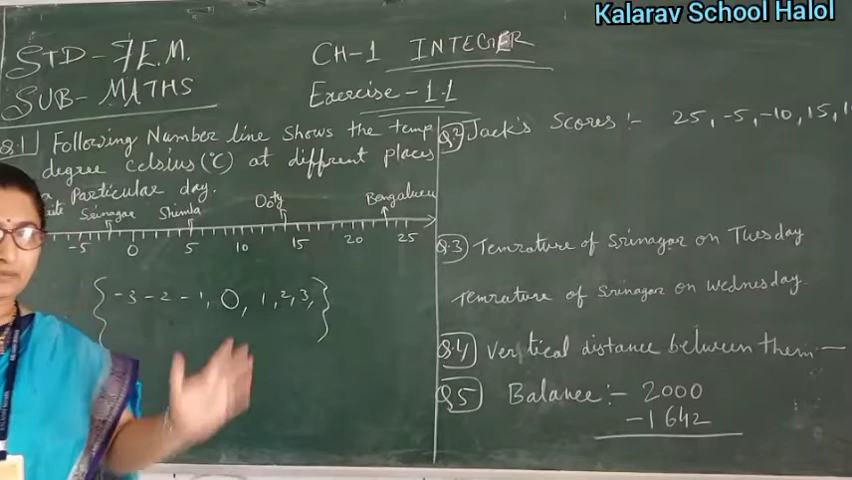 Kalarav School Halol
STD - 7 E.M.
SUB - MATHS
CH-1 INTEGER
Exercise - 1.1
Q.1 Following Number line shows the temp
degree celsius (°C) at diffrent places
Particular day.
Srinagar Shimla Ooty Bengaluru
-5 0 5 10 15 20 25
{ -3 -2 -1, 0, 1, 2, 3, }
Q.2 Jack's Scores :- 25, -5, -10, 15,
Q.3 Temrature of Srinagar on Tuesday
Temrature of Srinagar on Wednesday.
Q.4 Vertical distance between them —
Q.5 Balance :- 2000
-1642